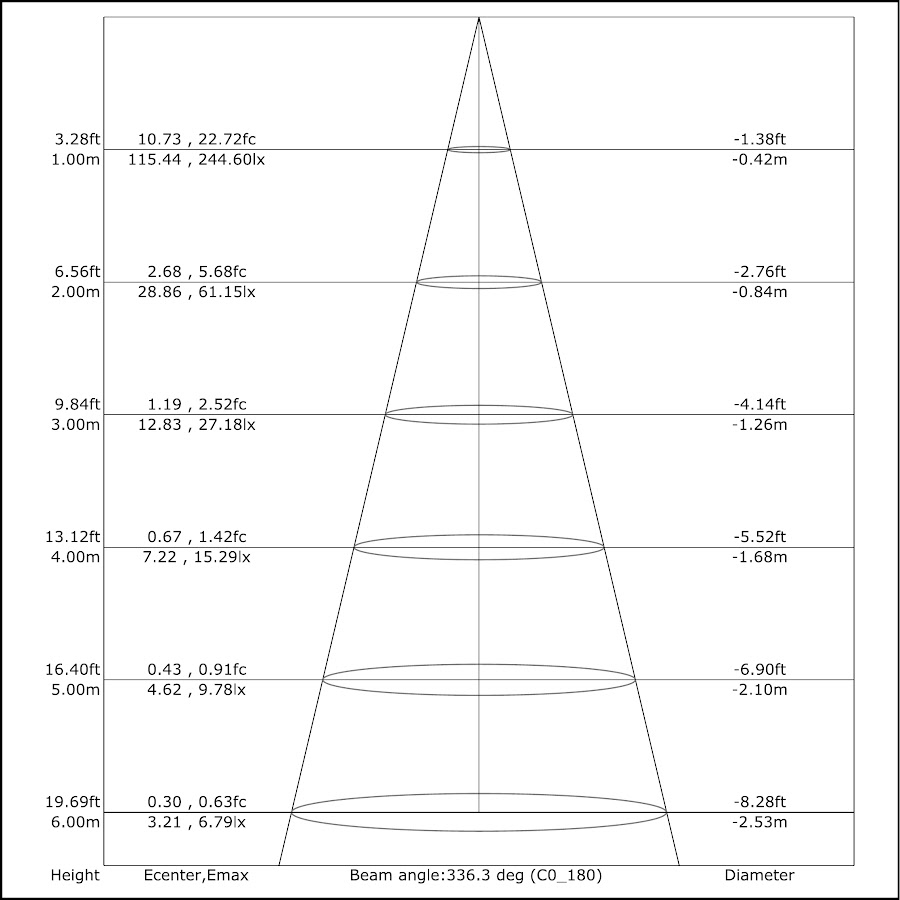 3.28ft 10.73 , 22.72fc -1.38ft
1.00m 115.44 , 244.60lx -0.42m
6.56ft 2.68 , 5.68fc -2.76ft
2.00m 28.86 , 61.15lx -0.84m
9.84ft 1.19 , 2.52fc -4.14ft
3.00m 12.83 , 27.18lx -1.26m
13.12ft 0.67 , 1.42fc -5.52ft
4.00m 7.22 , 15.29lx -1.68m
16.40ft 0.43 , 0.91fc -6.90ft
5.00m 4.62 , 9.78lx -2.10m
19.69ft 0.30 , 0.63fc -8.28ft
6.00m 3.21 , 6.79lx -2.53m
Height Ecenter,Emax Beam angle:336.3 deg (C0_180) Diameter